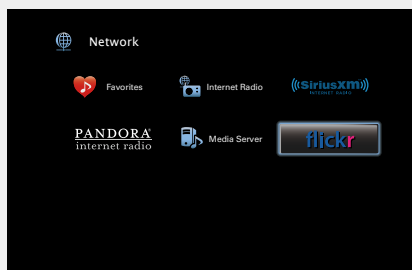 Network
Favorites
Internet Radio
((SiriusXM))
INTERNET RADIO
PANDORA®
internet radio
Media Server
flickr